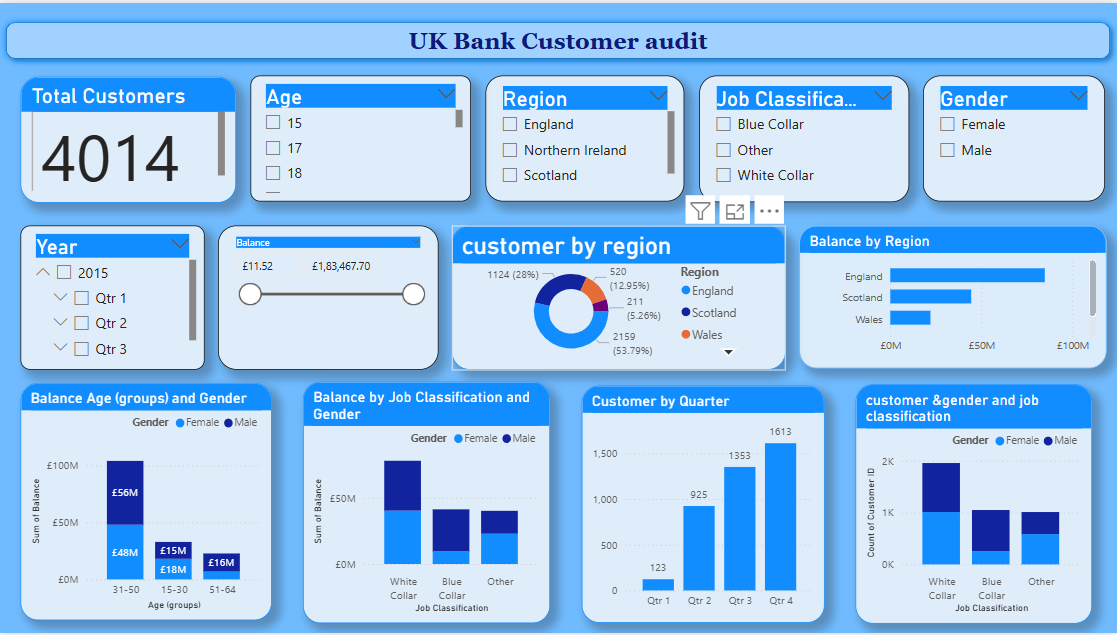 UK Bank Customer audit
Total Customers
4014
Age
15
17
18
Region
England
Northern Ireland
Scotland
Job Classifica...
Blue Collar
Other
White Collar
Gender
Female
Male
Year
2015
Qtr 1
Qtr 2
Qtr 3
Balance
£11.52 £1,83,467.70
customer by region
1124 (28%)
520
(12.95%)
211
(5.26%)
2159
(53.79%)
Region
England
Scotland
Wales
Balance by Region
England
Scotland
Wales
£0M £50M £100M
Balance Age (groups) and Gender
Gender Female Male
Sum of Balance
£100M
£50M
£0M
£56M
£48M
£15M
£18M
£16M
31-50 15-30 51-64
Age (groups)
Balance by Job Classification and
Gender
Gender Female Male
Sum of Balance
£50M
£0M
White
Collar
Blue
Collar
Other
Job Classification
Customer by Quarter
1,500
1,000
500
0
123
925
1353
1613
Qtr 1 Qtr 2 Qtr 3 Qtr 4
customer &gender and job
classification
Gender Female Male
Count of Customer ID
2K
1K
0K
White
Collar
Blue
Collar
Other
Job Classification